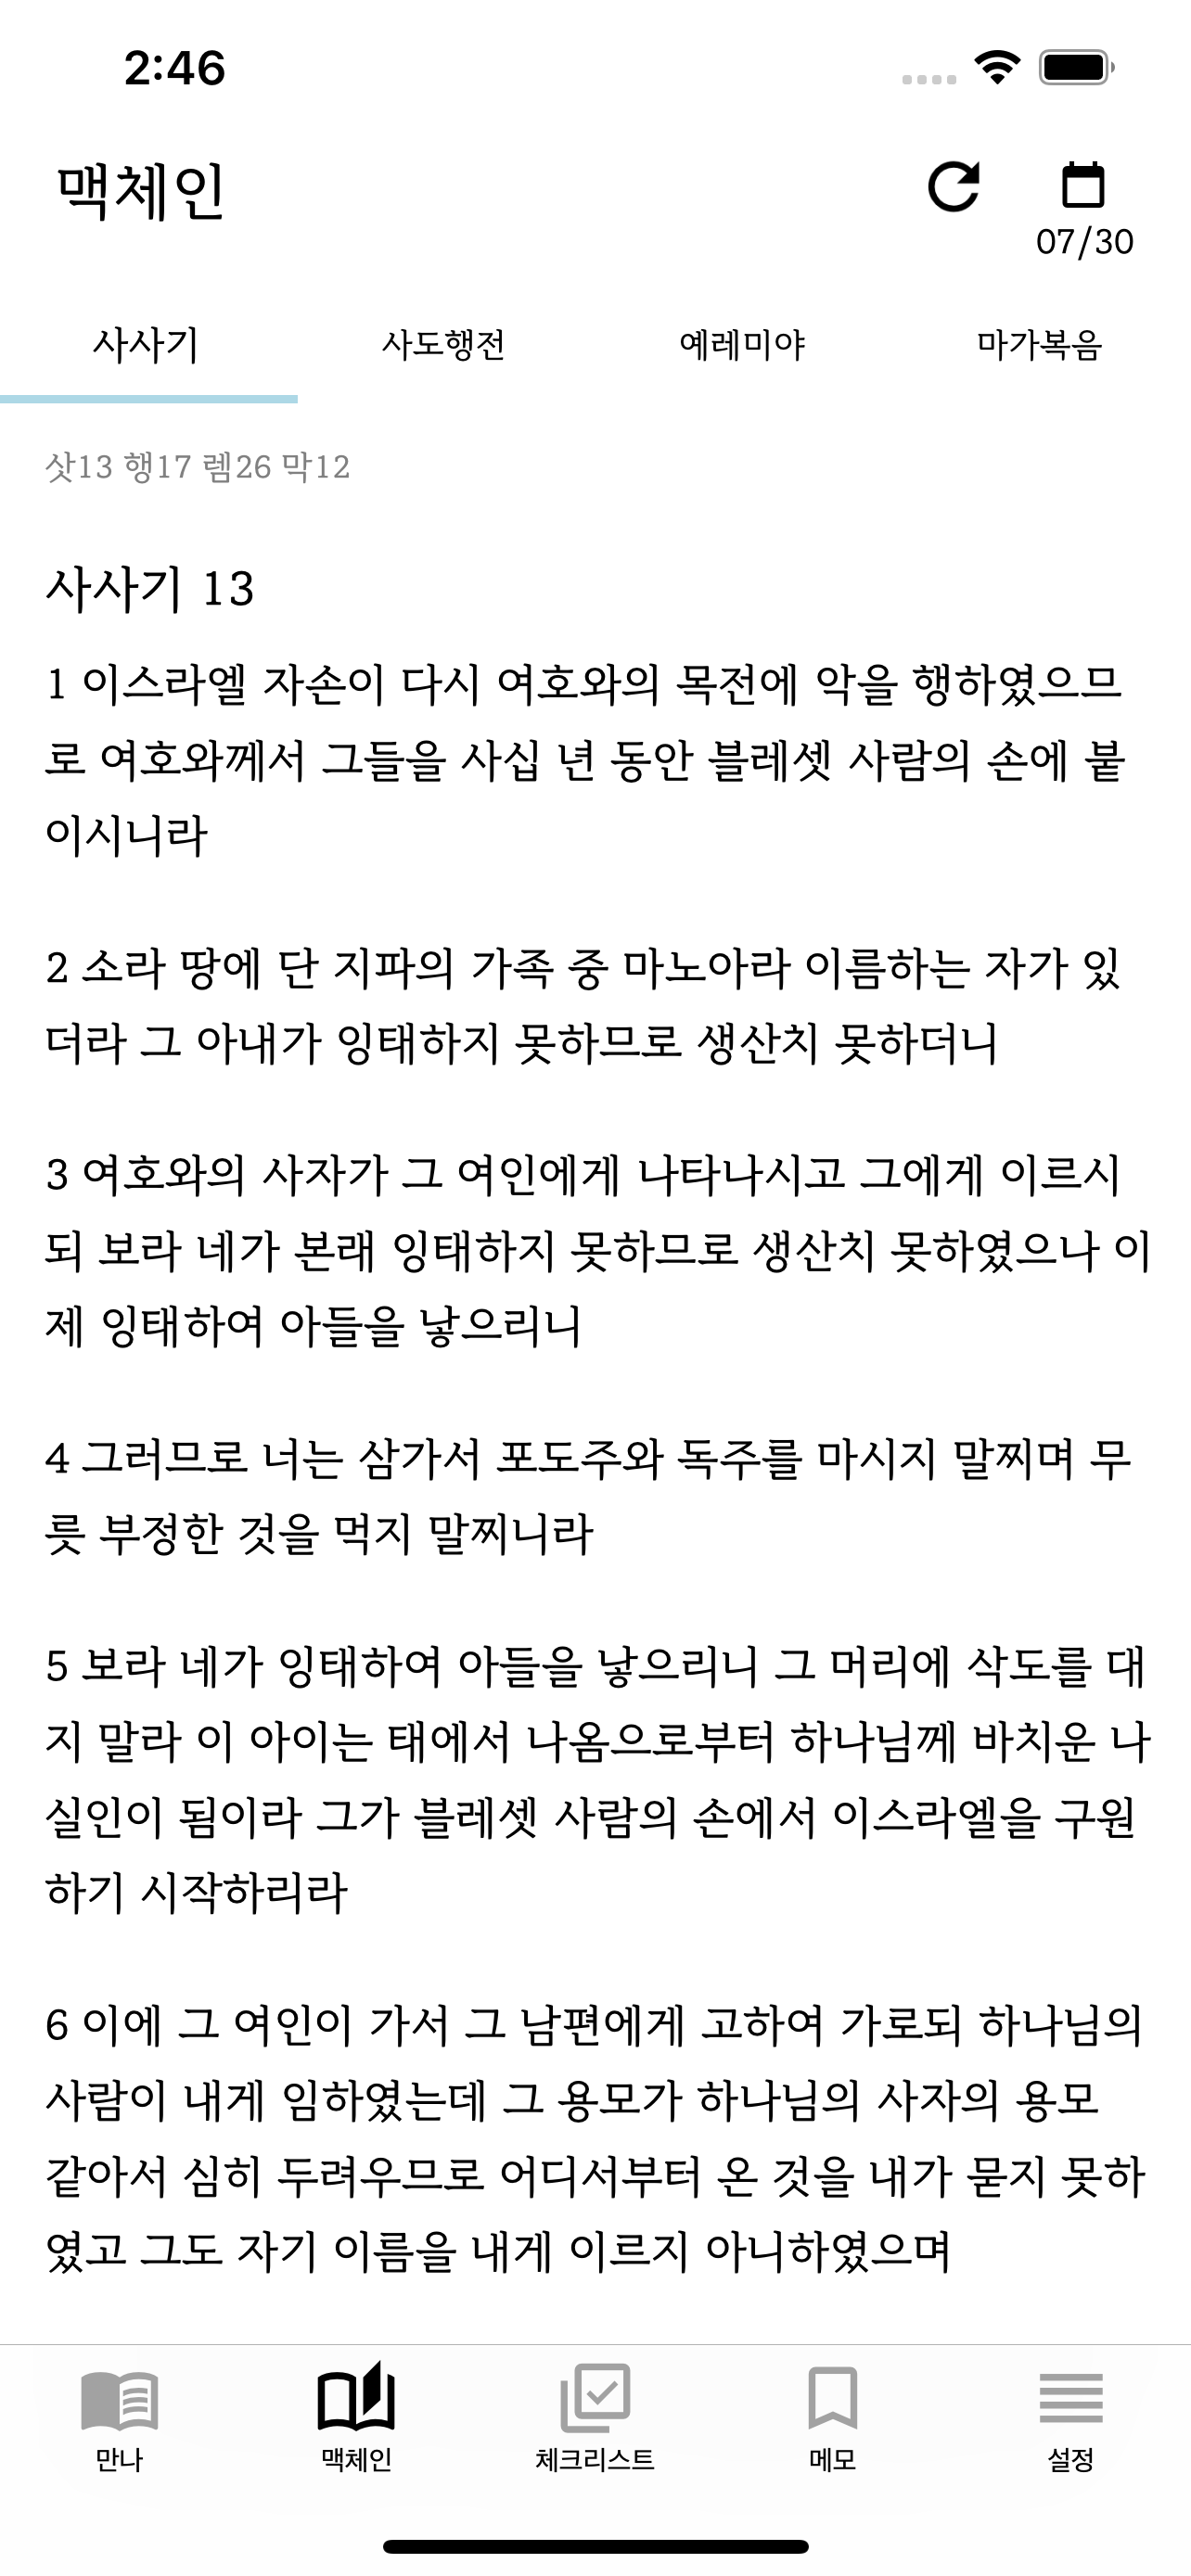 2:46
맥체인
07/30
사사기 사도행전 예레미야 마가복음
삿13 행17 렘26 막12
사사기 13
1 이스라엘 자손이 다시 여호와의 목전에 악을 행하였으므
로 여호와께서 그들을 사십 년 동안 블레셋 사람의 손에 붙
이시니라
2 소라 땅에 단 지파의 가족 중 마노아라 이름하는 자가 있
더라 그 아내가 잉태하지 못하므로 생산치 못하더니
3 여호와의 사자가 그 여인에게 나타나시고 그에게 이르시
되 보라 네가 본래 잉태하지 못하므로 생산치 못하였으나 이
제 잉태하여 아들을 낳으리니
4 그러므로 너는 삼가서 포도주와 독주를 마시지 말찌며 무
릇 부정한 것을 먹지 말찌니라
5 보라 네가 잉태하여 아들을 낳으리니 그 머리에 삭도를 대
지 말라 이 아이는 태에서 나옴으로부터 하나님께 바치운 나
실인이 됨이라 그가 블레셋 사람의 손에서 이스라엘을 구원
하기 시작하리라
6 이에 그 여인이 가서 그 남편에게 고하여 가로되 하나님의
사람이 내게 임하였는데 그 용모가 하나님의 사자의 용모
같아서 심히 두려우므로 어디서부터 온 것을 내가 묻지 못하
였고 그도 자기 이름을 내게 이르지 아니하였으며
만나 맥체인 체크리스트 메모 설정